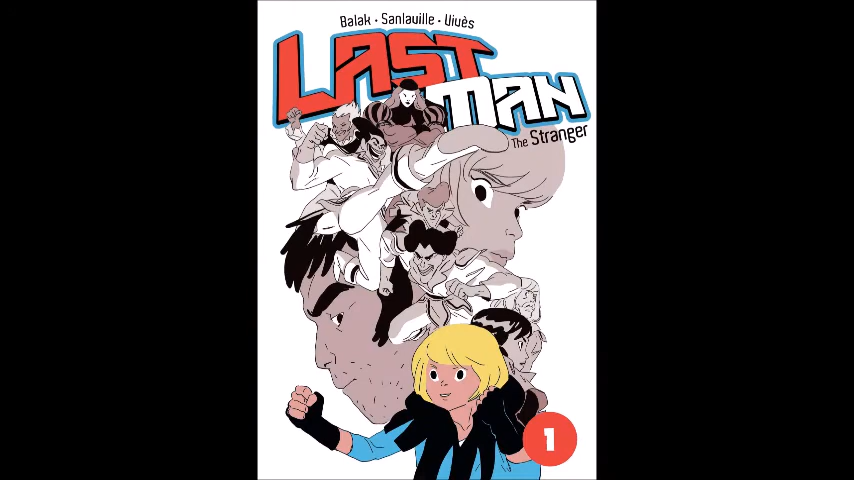 Balak · Sanlaville · Vivès
LAST
MAN
The Stranger
1